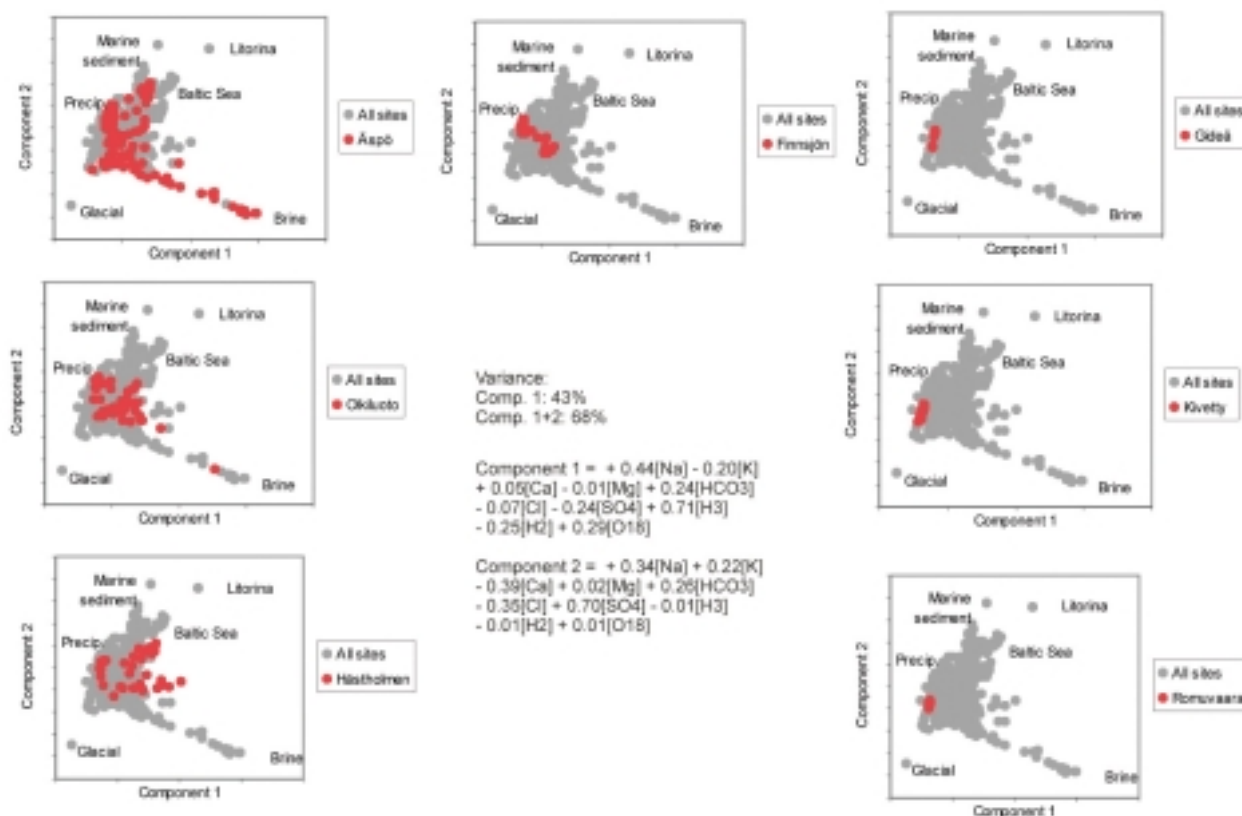 Marine
sediment
Litorina
Precip.
Baltic Sea
Glacial
Brine
Component 2
Component 1
All sites
Äspö
Marine
sediment
Litorina
Precip.
Baltic Sea
Glacial
Brine
Component 2
Component 1
All sites
Finnsjön
Marine
sediment
Litorina
Precip.
Baltic Sea
Glacial
Brine
Component 2
Component 1
All sites
Gideå
Marine
sediment
Litorina
Precip.
Baltic Sea
Glacial
Brine
Component 2
Component 1
All sites
Olkiluoto
Variance:
Comp. 1: 43%
Comp. 1+2: 68%
Component 1 = + 0.44[Na] - 0.20[K]
+ 0.05[Ca] - 0.01[Mg] + 0.24[HCO3]
- 0.07[Cl] - 0.24[SO4] + 0.71[H3]
- 0.25[H2] + 0.29[O18]
Component 2 = + 0.34[Na] + 0.22[K]
- 0.39[Ca] + 0.02[Mg] + 0.26[HCO3]
- 0.35[Cl] + 0.70[SO4] - 0.01[H3]
- 0.01[H2] + 0.01[O18]
Marine
sediment
Litorina
Precip.
Baltic Sea
Glacial
Brine
Component 2
Component 1
All sites
Kivetty
Marine
sediment
Litorina
Precip.
Baltic Sea
Glacial
Brine
Component 2
Component 1
All sites
Hästholmen
Marine
sediment
Litorina
Precip.
Baltic Sea
Glacial
Brine
Component 2
Component 1
All sites
Romuvaara